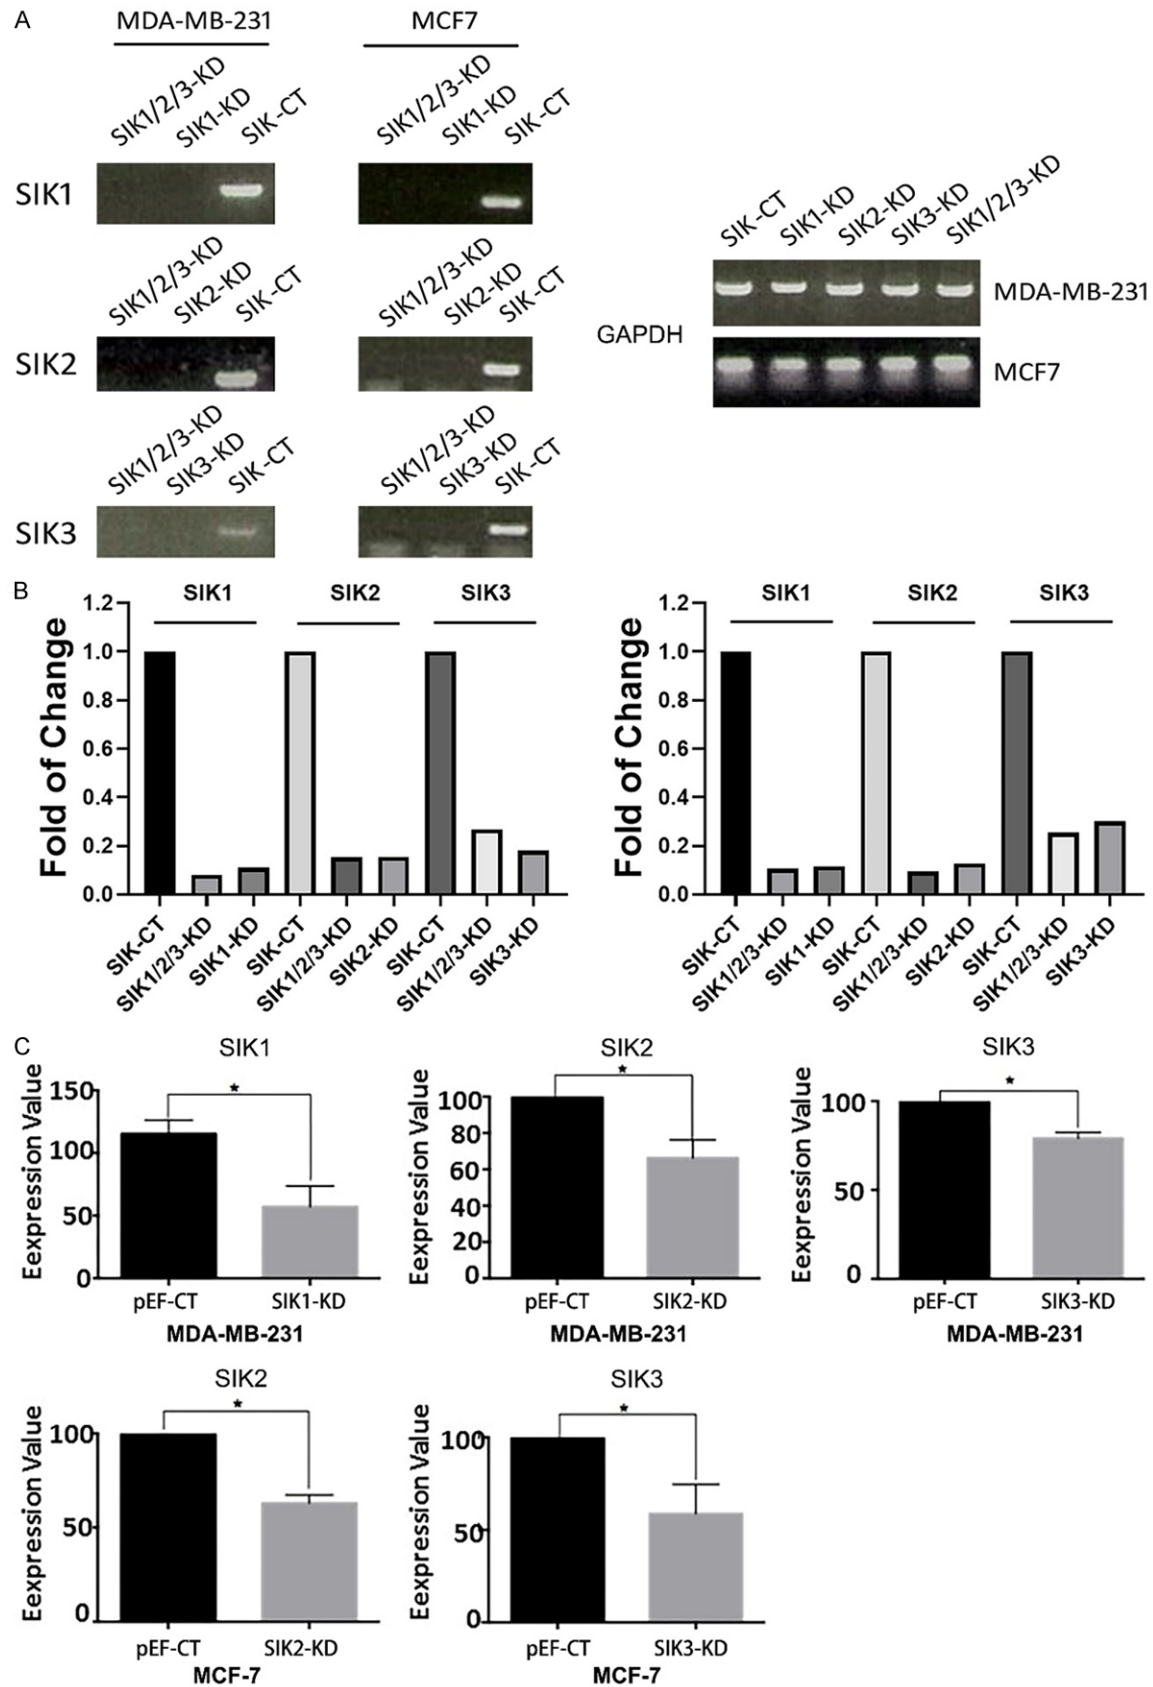 A
MDA-MB-231 MCF7
SIK1/2/3-KD SIK1-KD SIK-CT SIK1/2/3-KD SIK1-KD SIK-CT
SIK1
SIK1/2/3-KD SIK2-KD SIK-CT SIK1/2/3-KD SIK2-KD SIK-CT
SIK2
SIK1/2/3-KD SIK3-KD SIK-CT SIK1/2/3-KD SIK3-KD SIK-CT
SIK3
SIK-CT SIK1-KD SIK2-KD SIK3-KD SIK1/2/3-KD
GAPDH
MDA-MB-231
MCF7
B
SIK1 SIK2 SIK3
Fold of Change
1.2
1.0
0.8
0.6
0.4
0.2
0.0
SIK-CT SIK1/2/3-KD SIK1-KD SIK-CT SIK1/2/3-KD SIK2-KD SIK-CT SIK1/2/3-KD SIK3-KD
SIK1 SIK2 SIK3
Fold of Change
1.2
1.0
0.8
0.6
0.4
0.2
0.0
SIK-CT SIK1/2/3-KD SIK1-KD SIK-CT SIK1/2/3-KD SIK2-KD SIK-CT SIK1/2/3-KD SIK3-KD
C
SIK1
*
Eexpression Value
150
100
50
0
pEF-CT SIK1-KD
MDA-MB-231
SIK2
*
Eexpression Value
100
80
60
40
20
0
pEF-CT SIK2-KD
MDA-MB-231
SIK3
*
Eexpression Value
100
50
0
pEF-CT SIK3-KD
MDA-MB-231
SIK2
*
Eexpression Value
100
50
0
pEF-CT SIK2-KD
MCF-7
SIK3
*
Eexpression Value
100
50
0
pEF-CT SIK3-KD
MCF-7